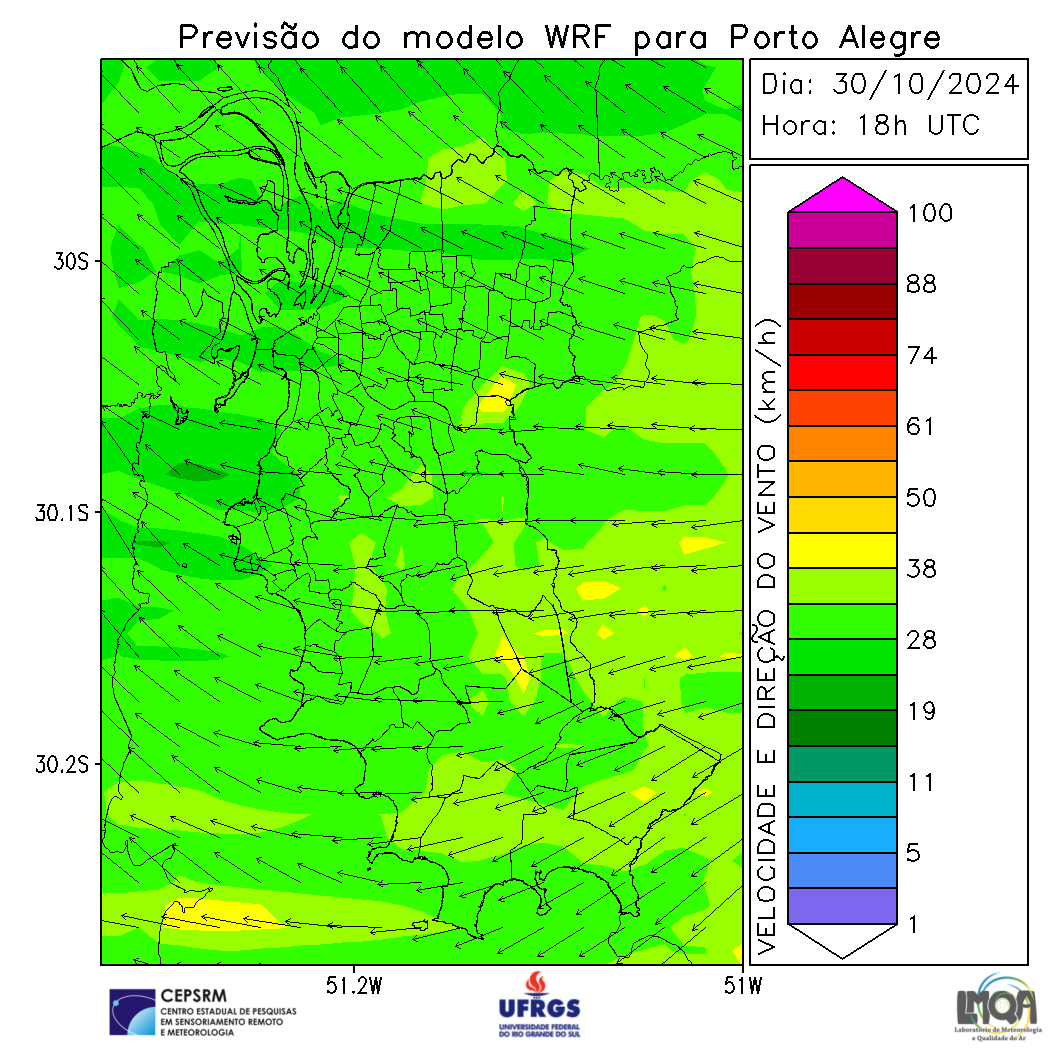 Previsão do modelo WRF para Porto Alegre
Dia: 30/10/2024
Hora: 18h UTC
30S
30.1S
30.2S
51.2W
51W
VELOCIDADE E DIREÇÃO DO VENTO (km/h)
100
88
74
61
50
38
28
19
11
5
1
CEPSRM
CENTRO ESTADUAL DE PESQUISAS
EM SENSORIAMENTO REMOTO
E METEOROLOGIA
UFRGS
UNIVERSIDADE FEDERAL
DO RIO GRANDE DO SUL
LMQA
Laboratório de Meteorologia
e Qualidade do Ar